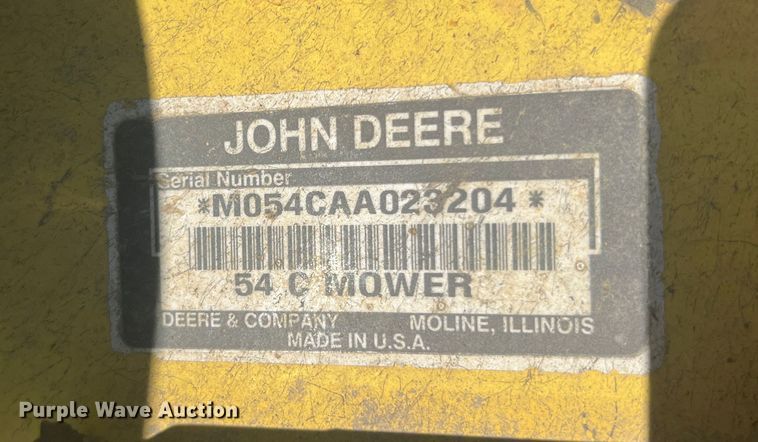 JOHN DEERE
Serial Number
*M054CAA023204*
54 C MOWER
DEERE & COMPANY MOLINE, ILLINOIS
MADE IN U.S.A.
Purple Wave Auction